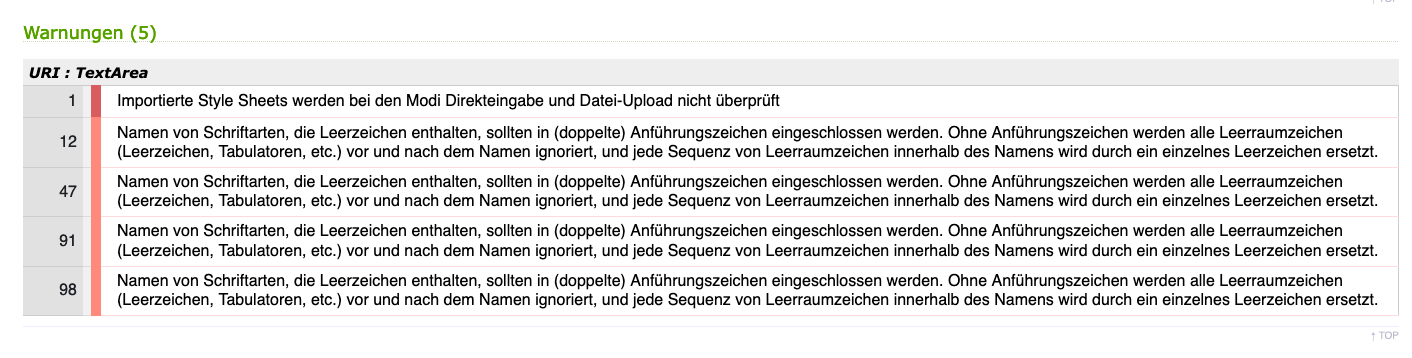 ↑ TOP
Warnungen (5)
URI : TextArea
1 Importierte Style Sheets werden bei den Modi Direkteingabe und Datei-Upload nicht überprüft
12 Namen von Schriftarten, die Leerzeichen enthalten, sollten in (doppelte) Anführungszeichen eingeschlossen werden. Ohne Anführungszeichen werden alle Leerraumzeichen
(Leerzeichen, Tabulatoren, etc.) vor und nach dem Namen ignoriert, und jede Sequenz von Leerraumzeichen innerhalb des Namens wird durch ein einzelnes Leerzeichen ersetzt.
47 Namen von Schriftarten, die Leerzeichen enthalten, sollten in (doppelte) Anführungszeichen eingeschlossen werden. Ohne Anführungszeichen werden alle Leerraumzeichen
(Leerzeichen, Tabulatoren, etc.) vor und nach dem Namen ignoriert, und jede Sequenz von Leerraumzeichen innerhalb des Namens wird durch ein einzelnes Leerzeichen ersetzt.
91 Namen von Schriftarten, die Leerzeichen enthalten, sollten in (doppelte) Anführungszeichen eingeschlossen werden. Ohne Anführungszeichen werden alle Leerraumzeichen
(Leerzeichen, Tabulatoren, etc.) vor und nach dem Namen ignoriert, und jede Sequenz von Leerraumzeichen innerhalb des Namens wird durch ein einzelnes Leerzeichen ersetzt.
98 Namen von Schriftarten, die Leerzeichen enthalten, sollten in (doppelte) Anführungszeichen eingeschlossen werden. Ohne Anführungszeichen werden alle Leerraumzeichen
(Leerzeichen, Tabulatoren, etc.) vor und nach dem Namen ignoriert, und jede Sequenz von Leerraumzeichen innerhalb des Namens wird durch ein einzelnes Leerzeichen ersetzt.
↑ TOP